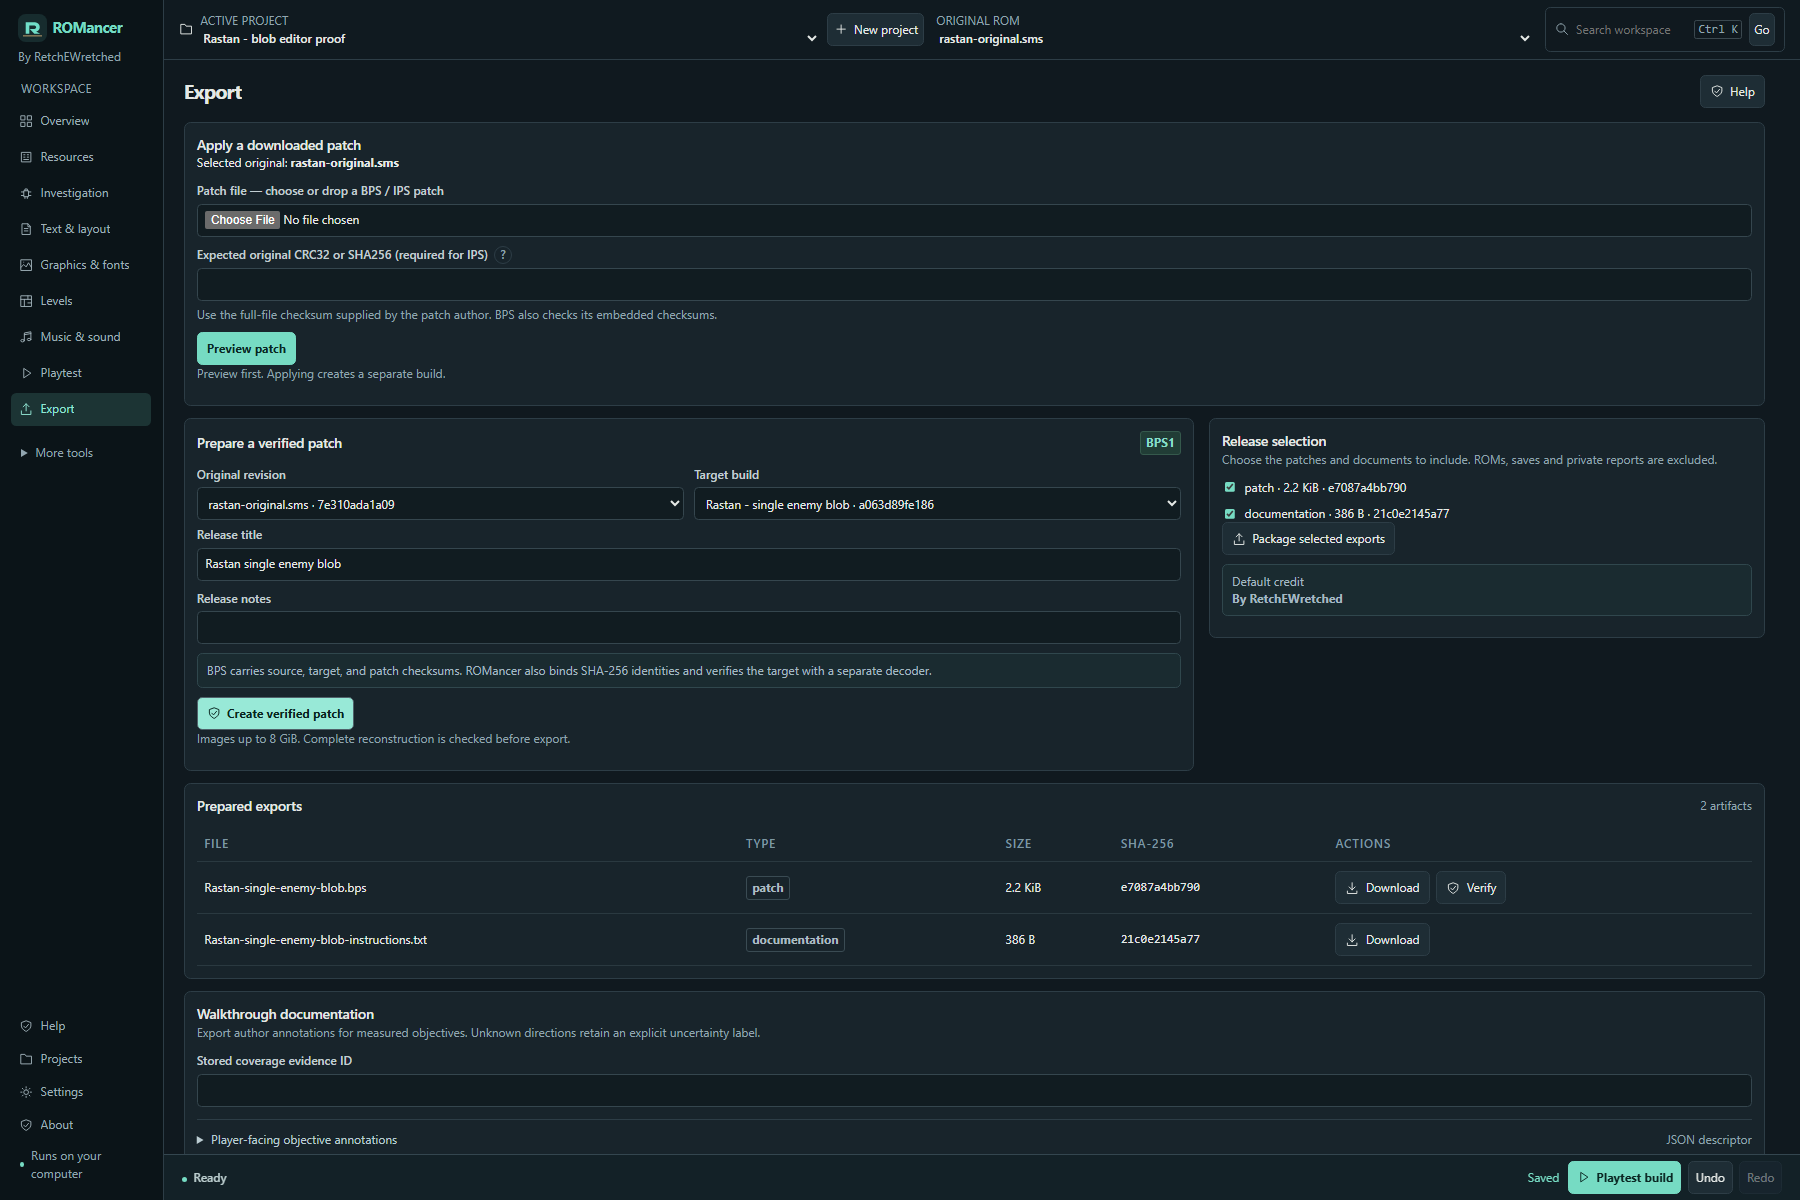 ROMancer
By RetchEWretched
WORKSPACE
Overview
Resources
Investigation
Text & layout
Graphics & fonts
Levels
Music & sound
Playtest
Export
More tools
Help
Projects
Settings
About
Runs on your
computer
ACTIVE PROJECT
Rastan - blob editor proof
New project
ORIGINAL ROM
rastan-original.sms
Search workspace
Ctrl K
Go
Export
Help
Apply a downloaded patch
Selected original: rastan-original.sms
Patch file — choose or drop a BPS / IPS patch
Choose File No file chosen
Expected original CRC32 or SHA256 (required for IPS) ?
Use the full-file checksum supplied by the patch author. BPS also checks its embedded checksums.
Preview patch
Preview first. Applying creates a separate build.
Prepare a verified patch
BPS1
Original revision
Target build
rastan-original.sms · 7e310ada1a09
Rastan - single enemy blob · a063d89fe186
Release title
Rastan single enemy blob
Release notes
BPS carries source, target, and patch checksums. ROMancer also binds SHA-256 identities and verifies the target with a separate decoder.
Create verified patch
Images up to 8 GiB. Complete reconstruction is checked before export.
Release selection
Choose the patches and documents to include. ROMs, saves and private reports are excluded.
patch · 2.2 KiB · e7087a4bb790
documentation · 386 B · 21c0e2145a77
Package selected exports
Default credit
By RetchEWretched
Prepared exports
2 artifacts
FILE TYPE SIZE SHA-256 ACTIONS
Rastan-single-enemy-blob.bps patch 2.2 KiB e7087a4bb790 Download Verify
Rastan-single-enemy-blob-instructions.txt documentation 386 B 21c0e2145a77 Download
Walkthrough documentation
Export author annotations for measured objectives. Unknown directions retain an explicit uncertainty label.
Stored coverage evidence ID
Player-facing objective annotations
JSON descriptor
Ready
Saved
Playtest build
Undo
Redo